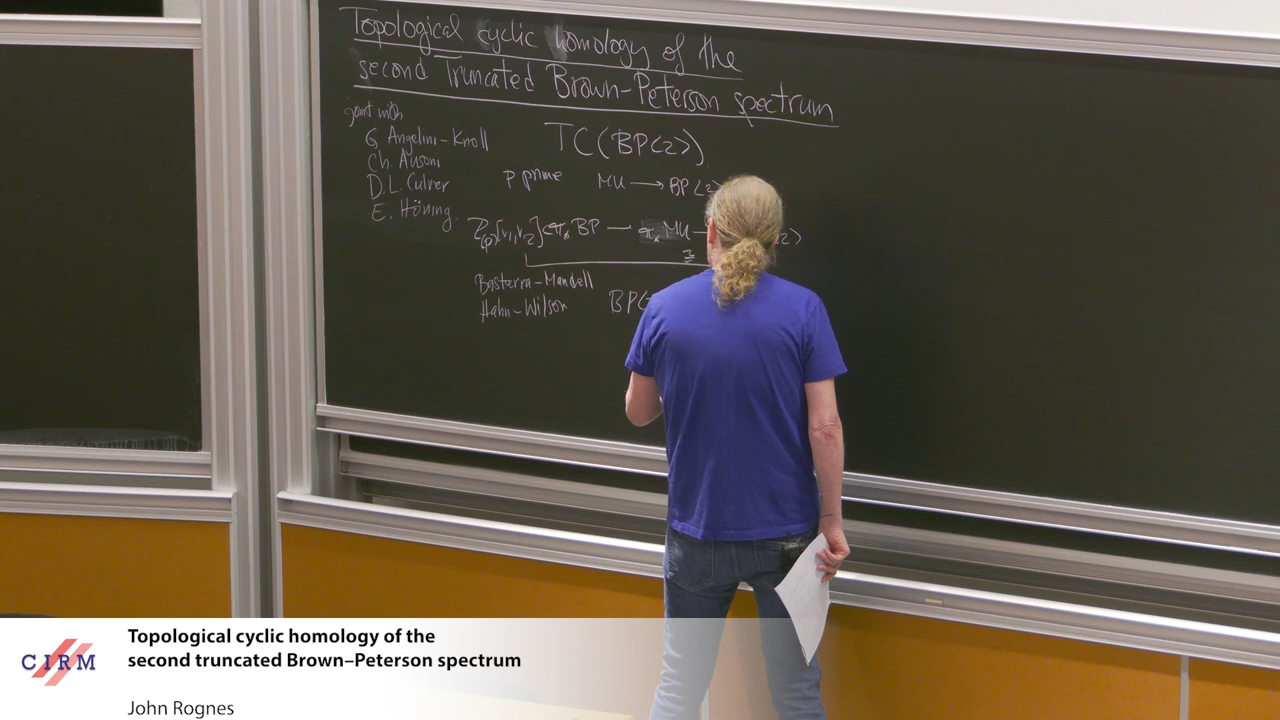 Topological cyclic homology of the
second Truncated Brown-Peterson spectrum
joint with
G Angelini-Knoll
Ch. Ausoni
D.L. Culver
E. Höning
TC(BP<2>)
p prime MU → BP<2
Z(p)[v1,v2] ⊂ π* BP — π* MU — 2>
Basterra-Mandell
Hahn-Wilson BP<
CIRM
Topological cyclic homology of the
second truncated Brown–Peterson spectrum
John Rognes